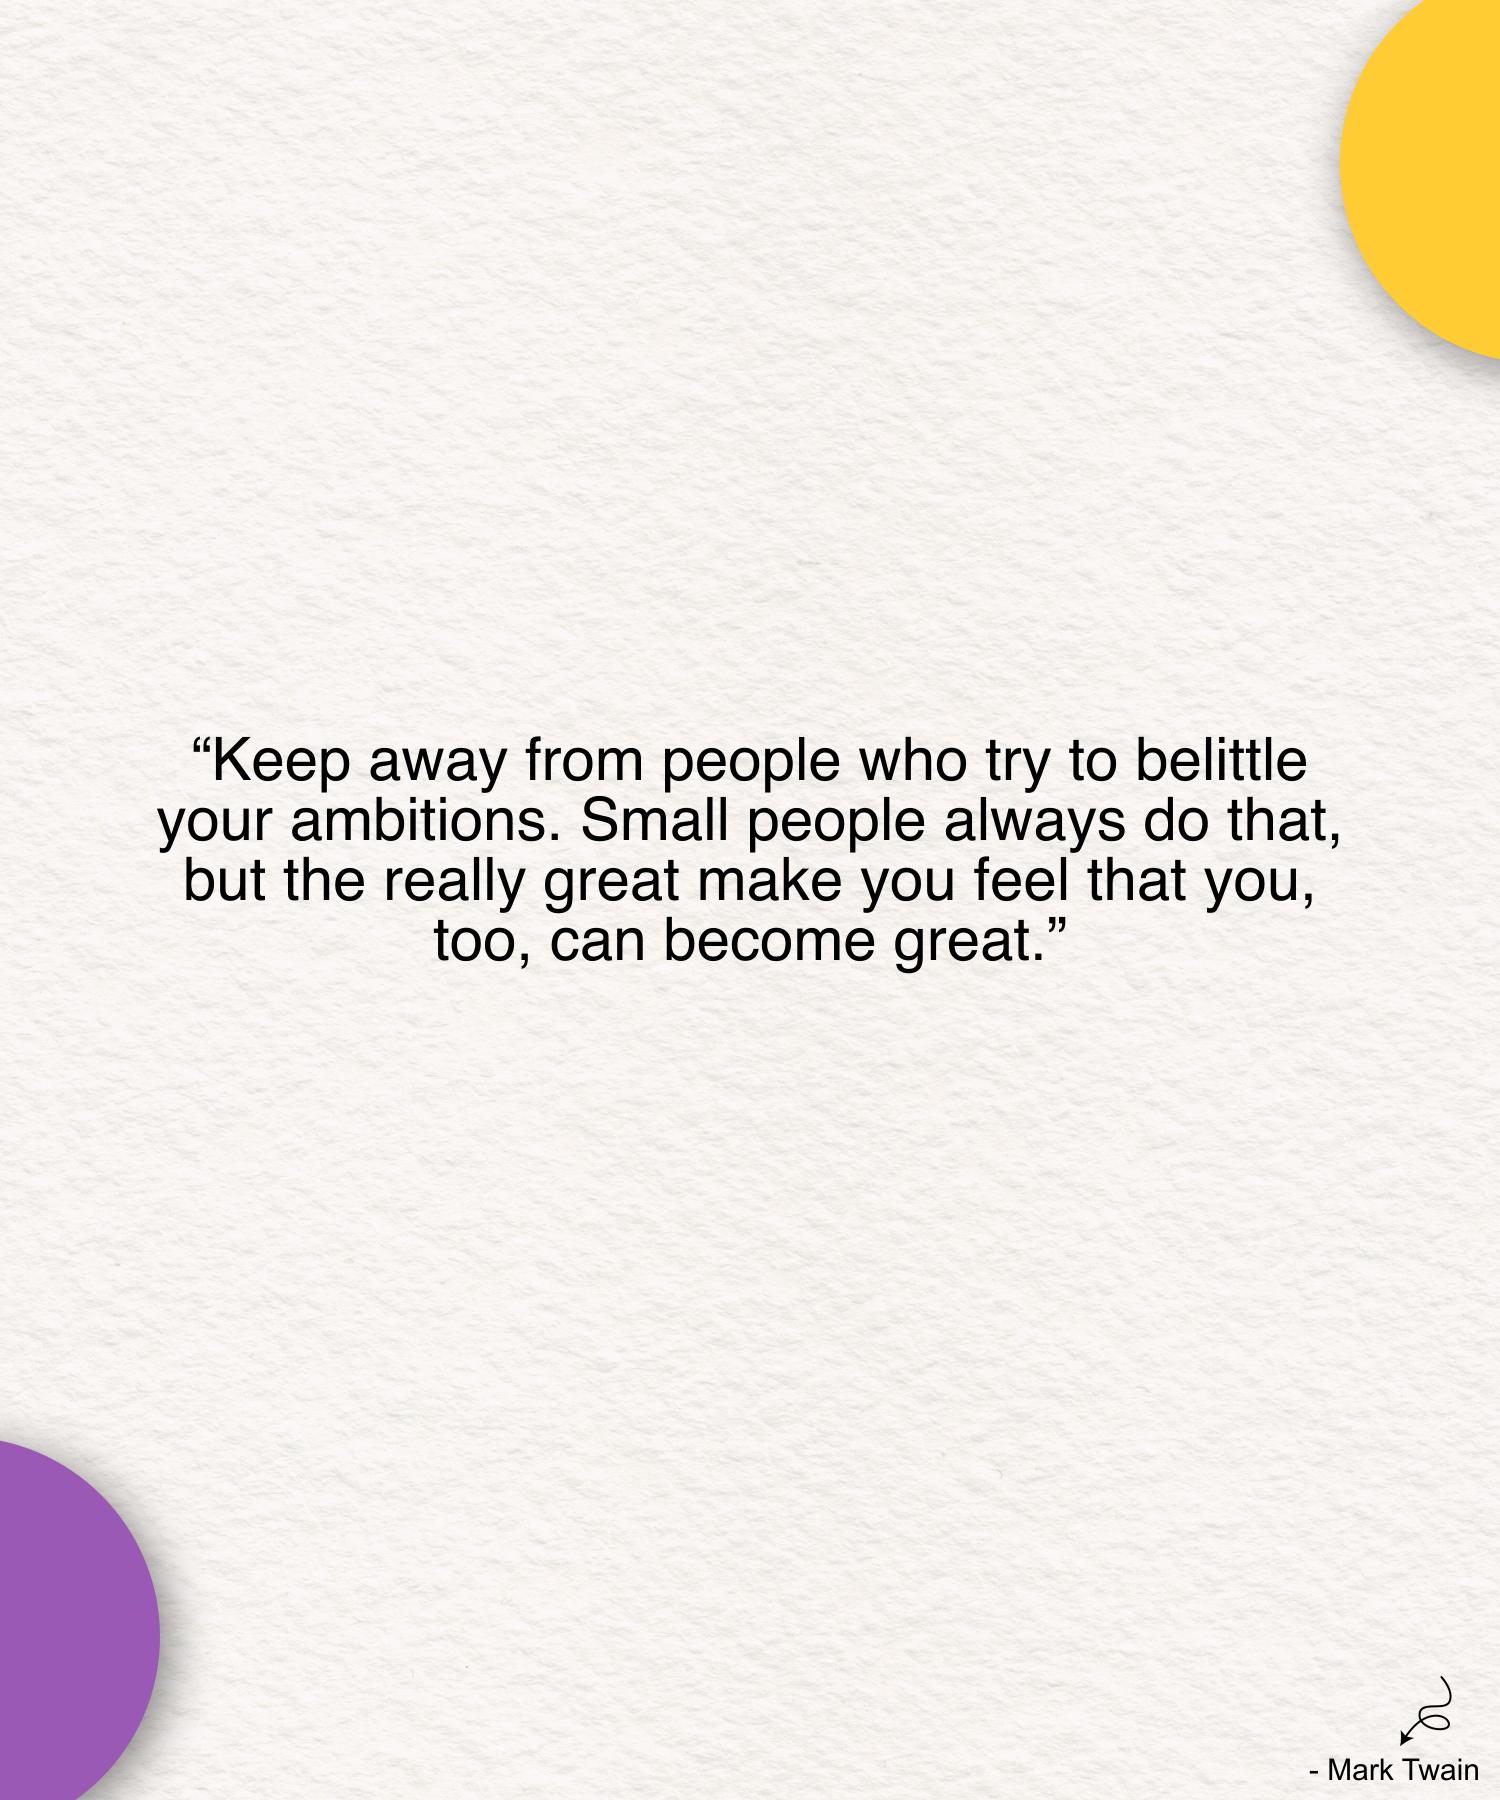 “Keep away from people who try to belittle
your ambitions. Small people always do that,
but the really great make you feel that you,
too, can become great.”
- Mark Twain